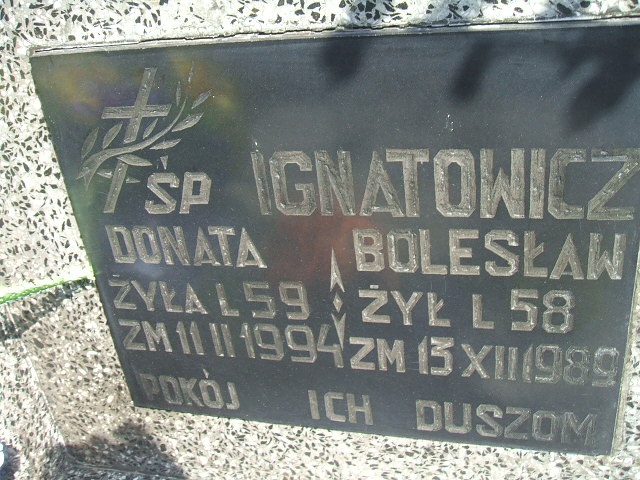 ŚP IGNATOWICZ
DONATA BOLESŁAW
ŻYŁA L 59 ŻYŁ L 58
ZM 11 II 1994 ZM 13 XII 1989
POKÓJ ICH DUSZOM